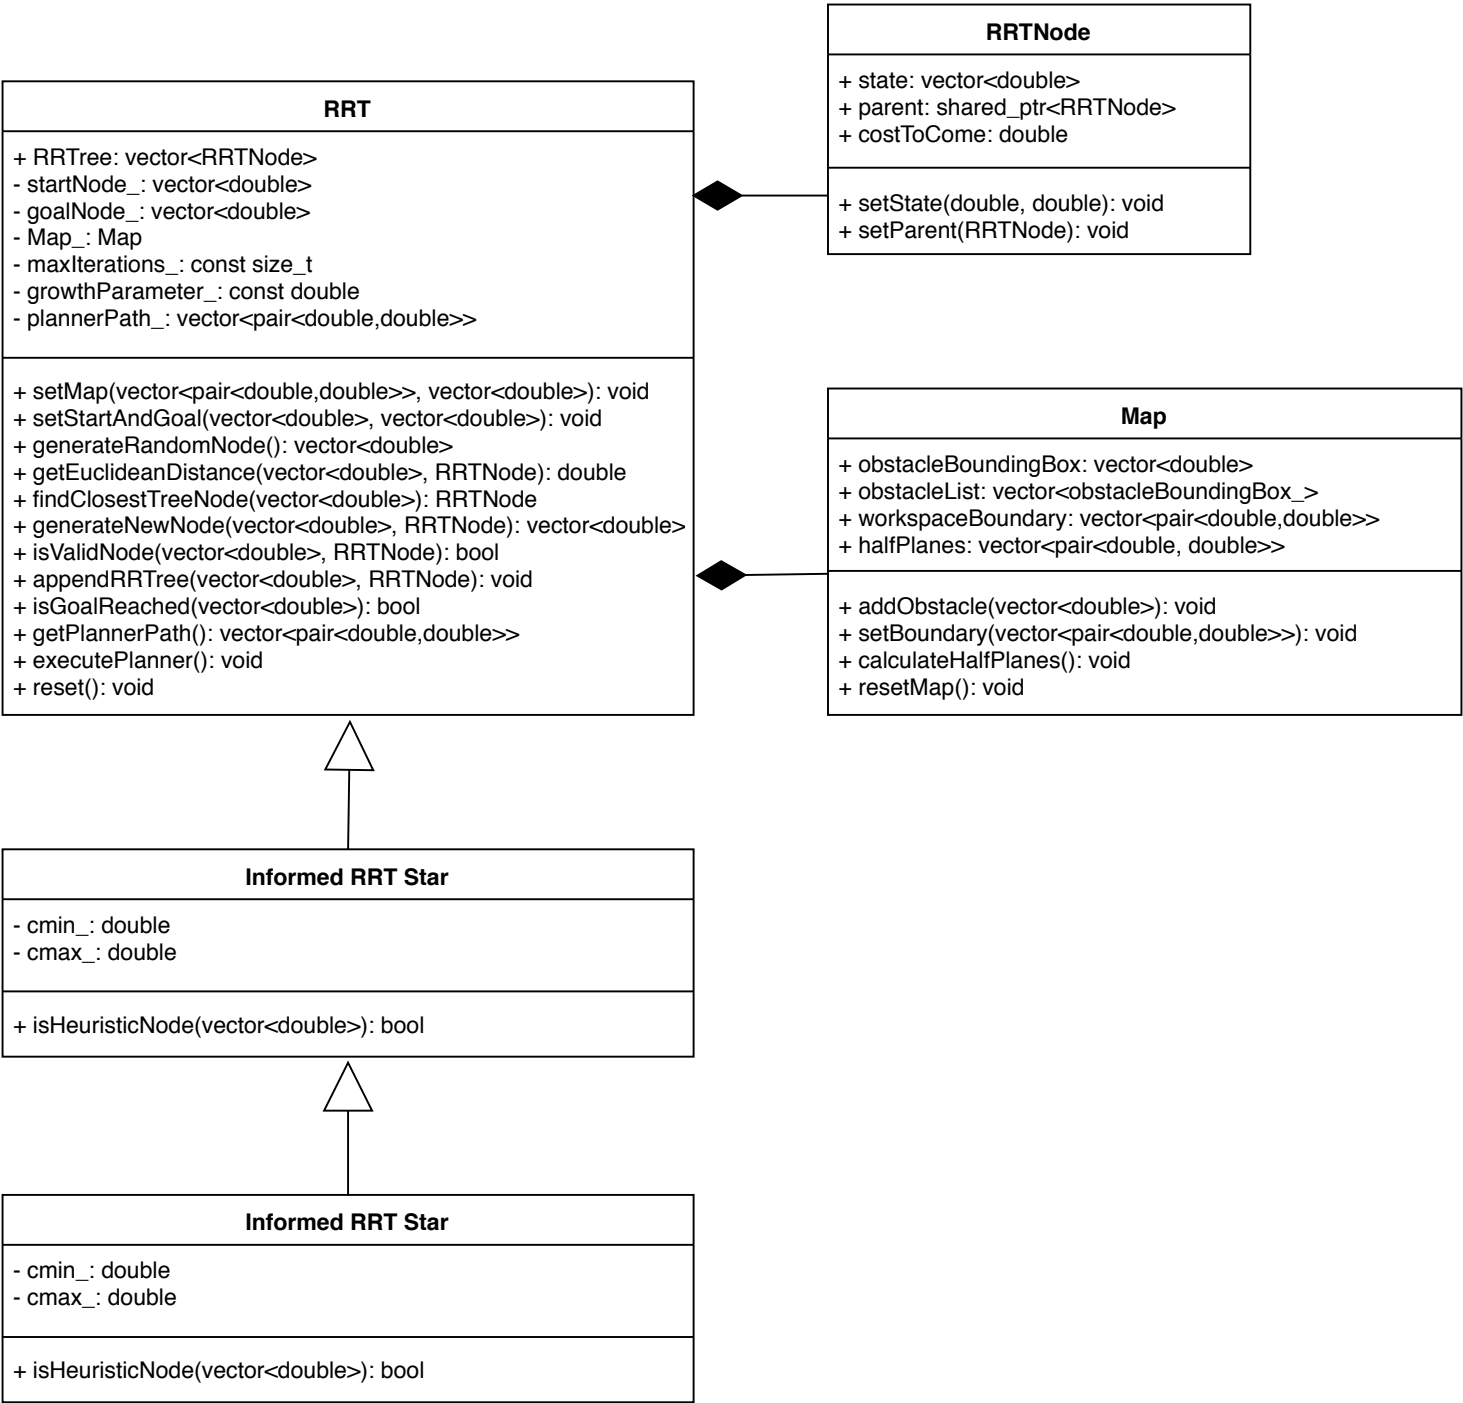 RRTNode
+ state: vector<double>
+ parent: shared_ptr<RRTNode>
+ costToCome: double
+ setState(double, double): void
+ setParent(RRTNode): void
RRT
+ RRTree: vector<RRTNode>
- startNode_: vector<double>
- goalNode_: vector<double>
- Map_: Map
- maxIterations_: const size_t
- growthParameter_: const double
- plannerPath_: vector<pair<double,double>>
+ setMap(vector<pair<double,double>>, vector<double>): void
+ setStartAndGoal(vector<double>, vector<double>): void
+ generateRandomNode(): vector<double>
+ getEuclideanDistance(vector<double>, RRTNode): double
+ findClosestTreeNode(vector<double>): RRTNode
+ generateNewNode(vector<double>, RRTNode): vector<double>
+ isValidNode(vector<double>, RRTNode): bool
+ appendRRTree(vector<double>, RRTNode): void
+ isGoalReached(vector<double>): bool
+ getPlannerPath(): vector<pair<double,double>>
+ executePlanner(): void
+ reset(): void
Map
+ obstacleBoundingBox: vector<double>
+ obstacleList: vector<obstacleBoundingBox_>
+ workspaceBoundary: vector<pair<double,double>>
+ halfPlanes: vector<pair<double, double>>
+ addObstacle(vector<double>): void
+ setBoundary(vector<pair<double,double>>): void
+ calculateHalfPlanes(): void
+ resetMap(): void
Informed RRT Star
- cmin_: double
- cmax_: double
+ isHeuristicNode(vector<double>): bool
Informed RRT Star
- cmin_: double
- cmax_: double
+ isHeuristicNode(vector<double>): bool